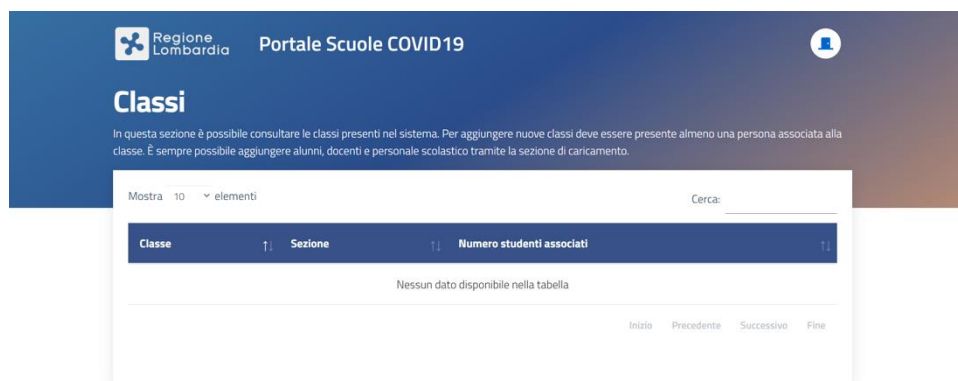 Regione
Lombardia
Portale Scuole COVID19
Classi
In questa sezione è possibile consultare le classi presenti nel sistema. Per aggiungere nuove classi deve essere presente almeno una persona associata alla
classe. È sempre possibile aggiungere alunni, docenti e personale scolastico tramite la sezione di caricamento.
Mostra 10 elementi
Cerca:
Classe Sezione Numero studenti associati
Nessun dato disponibile nella tabella
Inizio Precedente Successivo Fine